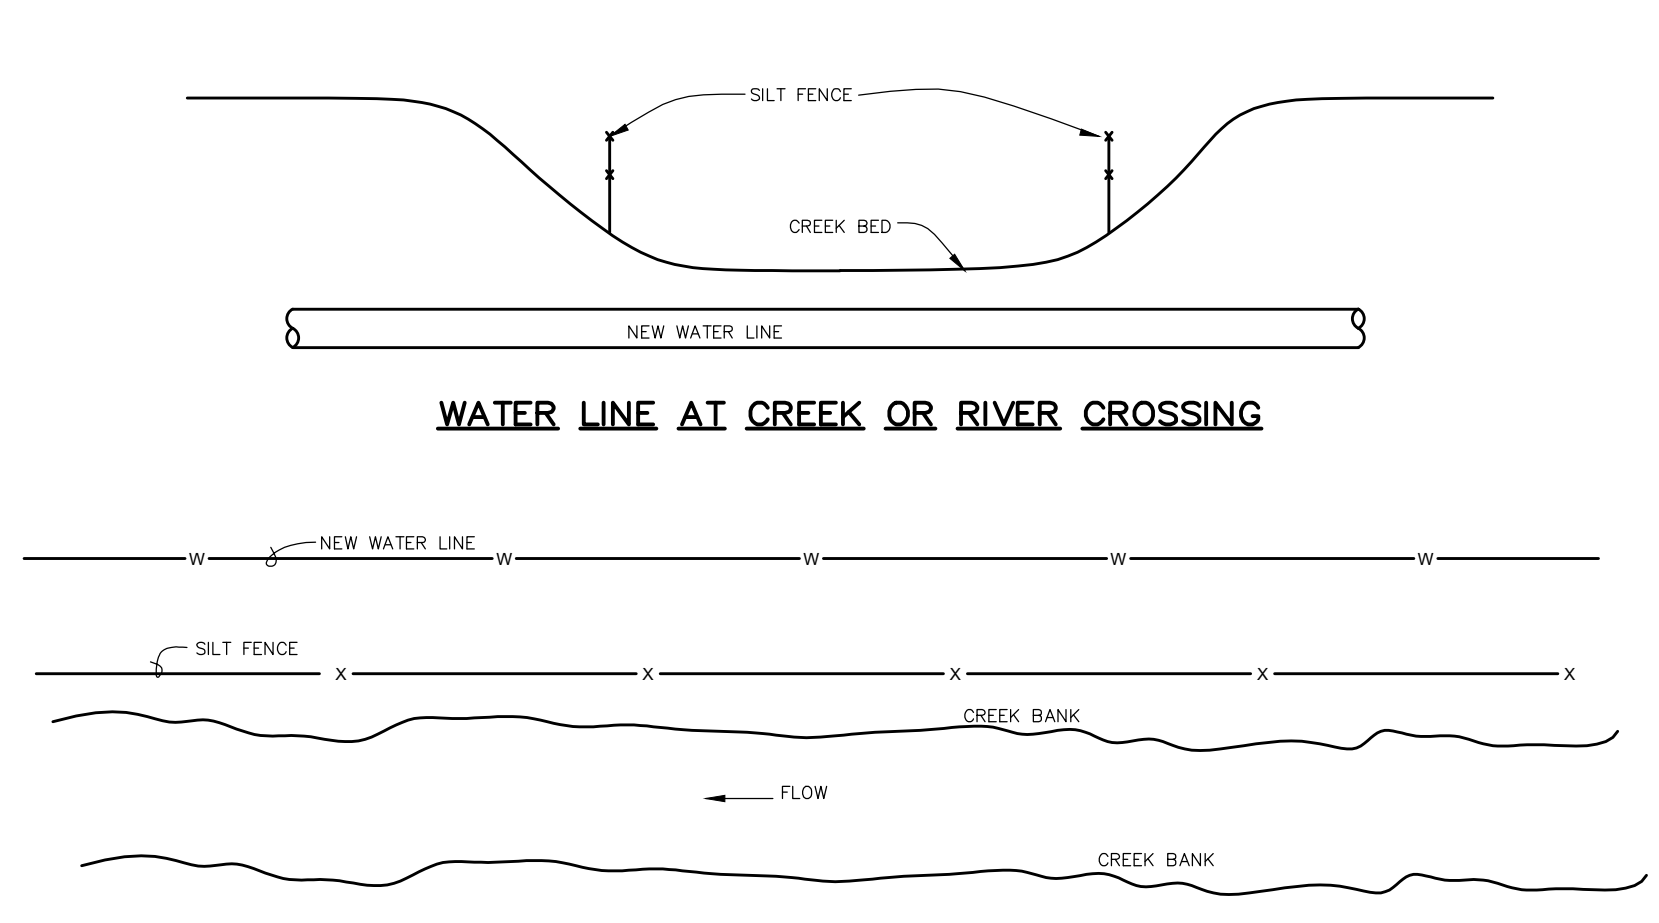 SILT FENCE
CREEK BED
NEW WATER LINE
WATER LINE AT CREEK OR RIVER CROSSING
NEW WATER LINE
W W W W W
SILT FENCE
X X X X X
CREEK BANK
FLOW
CREEK BANK